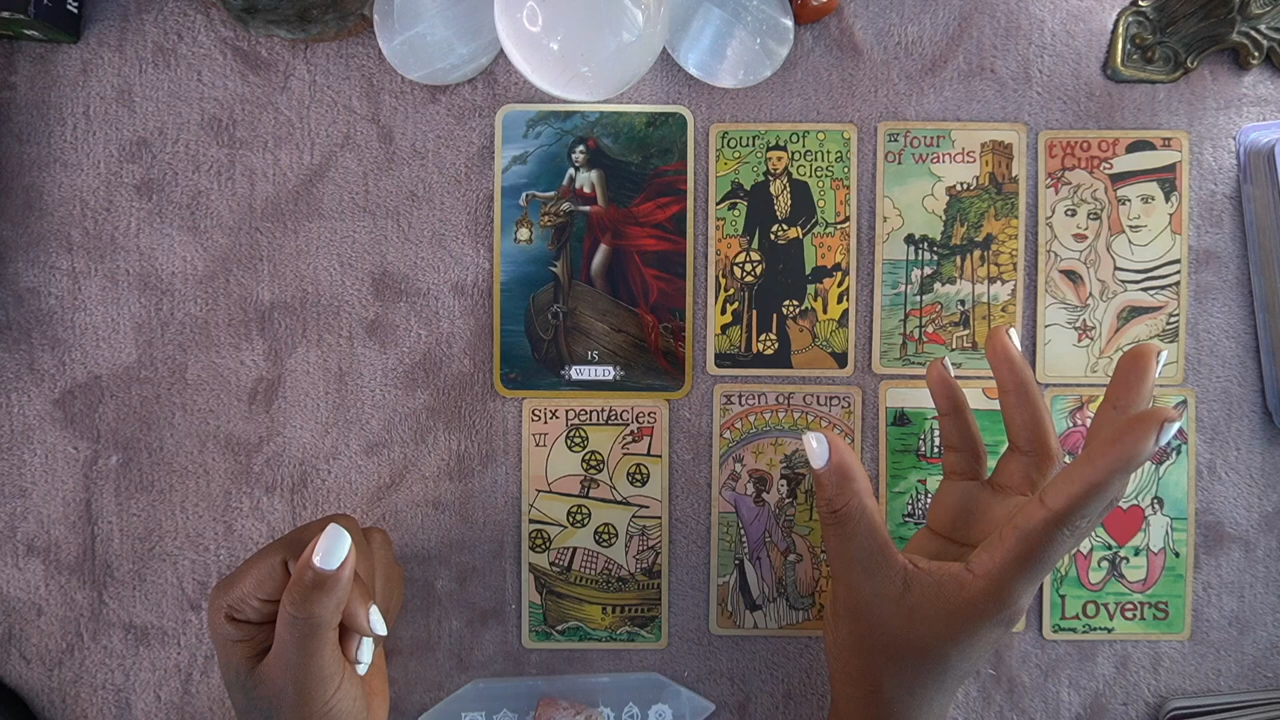 15
WILD
four of
penta
cles
IV four
of wands
two of II
Cups
six pentacles
VI
x ten of cups
Lovers